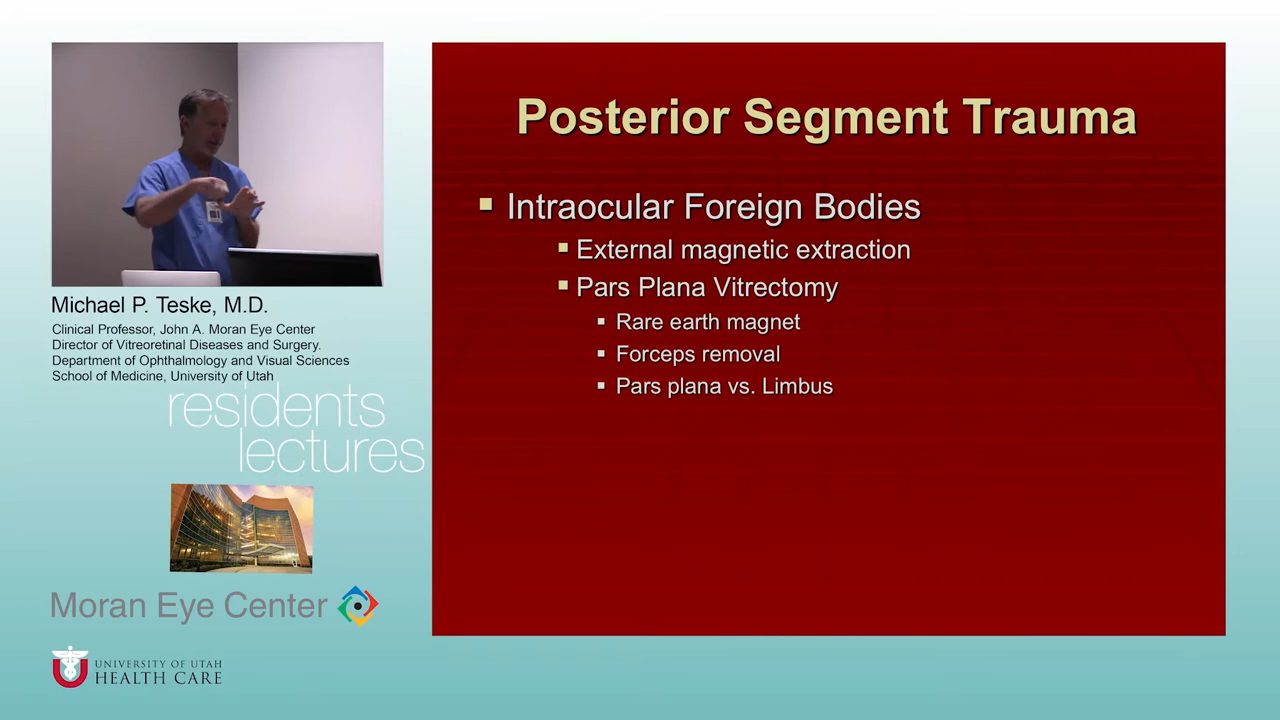 Posterior Segment Trauma
Intraocular Foreign Bodies
External magnetic extraction
Pars Plana Vitrectomy
Rare earth magnet
Forceps removal
Pars plana vs. Limbus
Michael P. Teske, M.D.
Clinical Professor, John A. Moran Eye Center
Director of Vitreoretinal Diseases and Surgery.
Department of Ophthalmology and Visual Sciences
School of Medicine, University of Utah
residents
lectures
Moran Eye Center
UNIVERSITY OF UTAH
HEALTH CARE